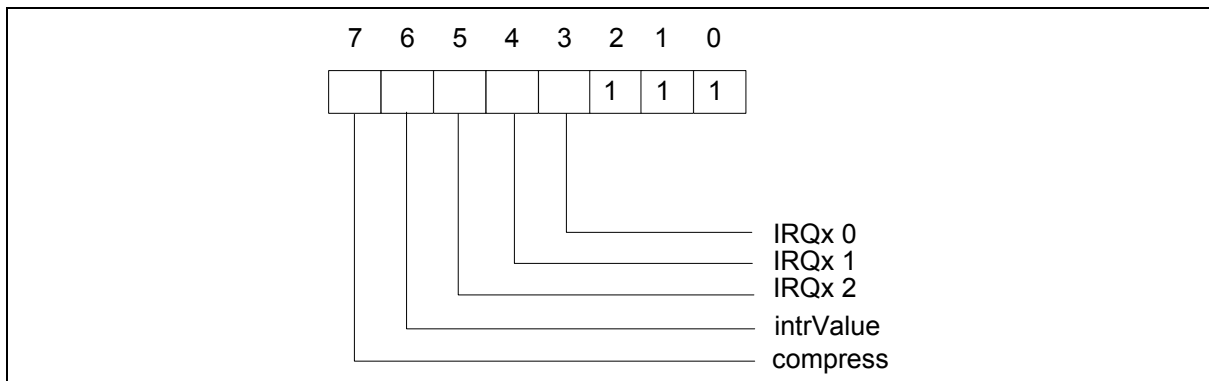 7 6 5 4 3 2 1 0
1 1 1
IRQx 0
IRQx 1
IRQx 2
intrValue
compress